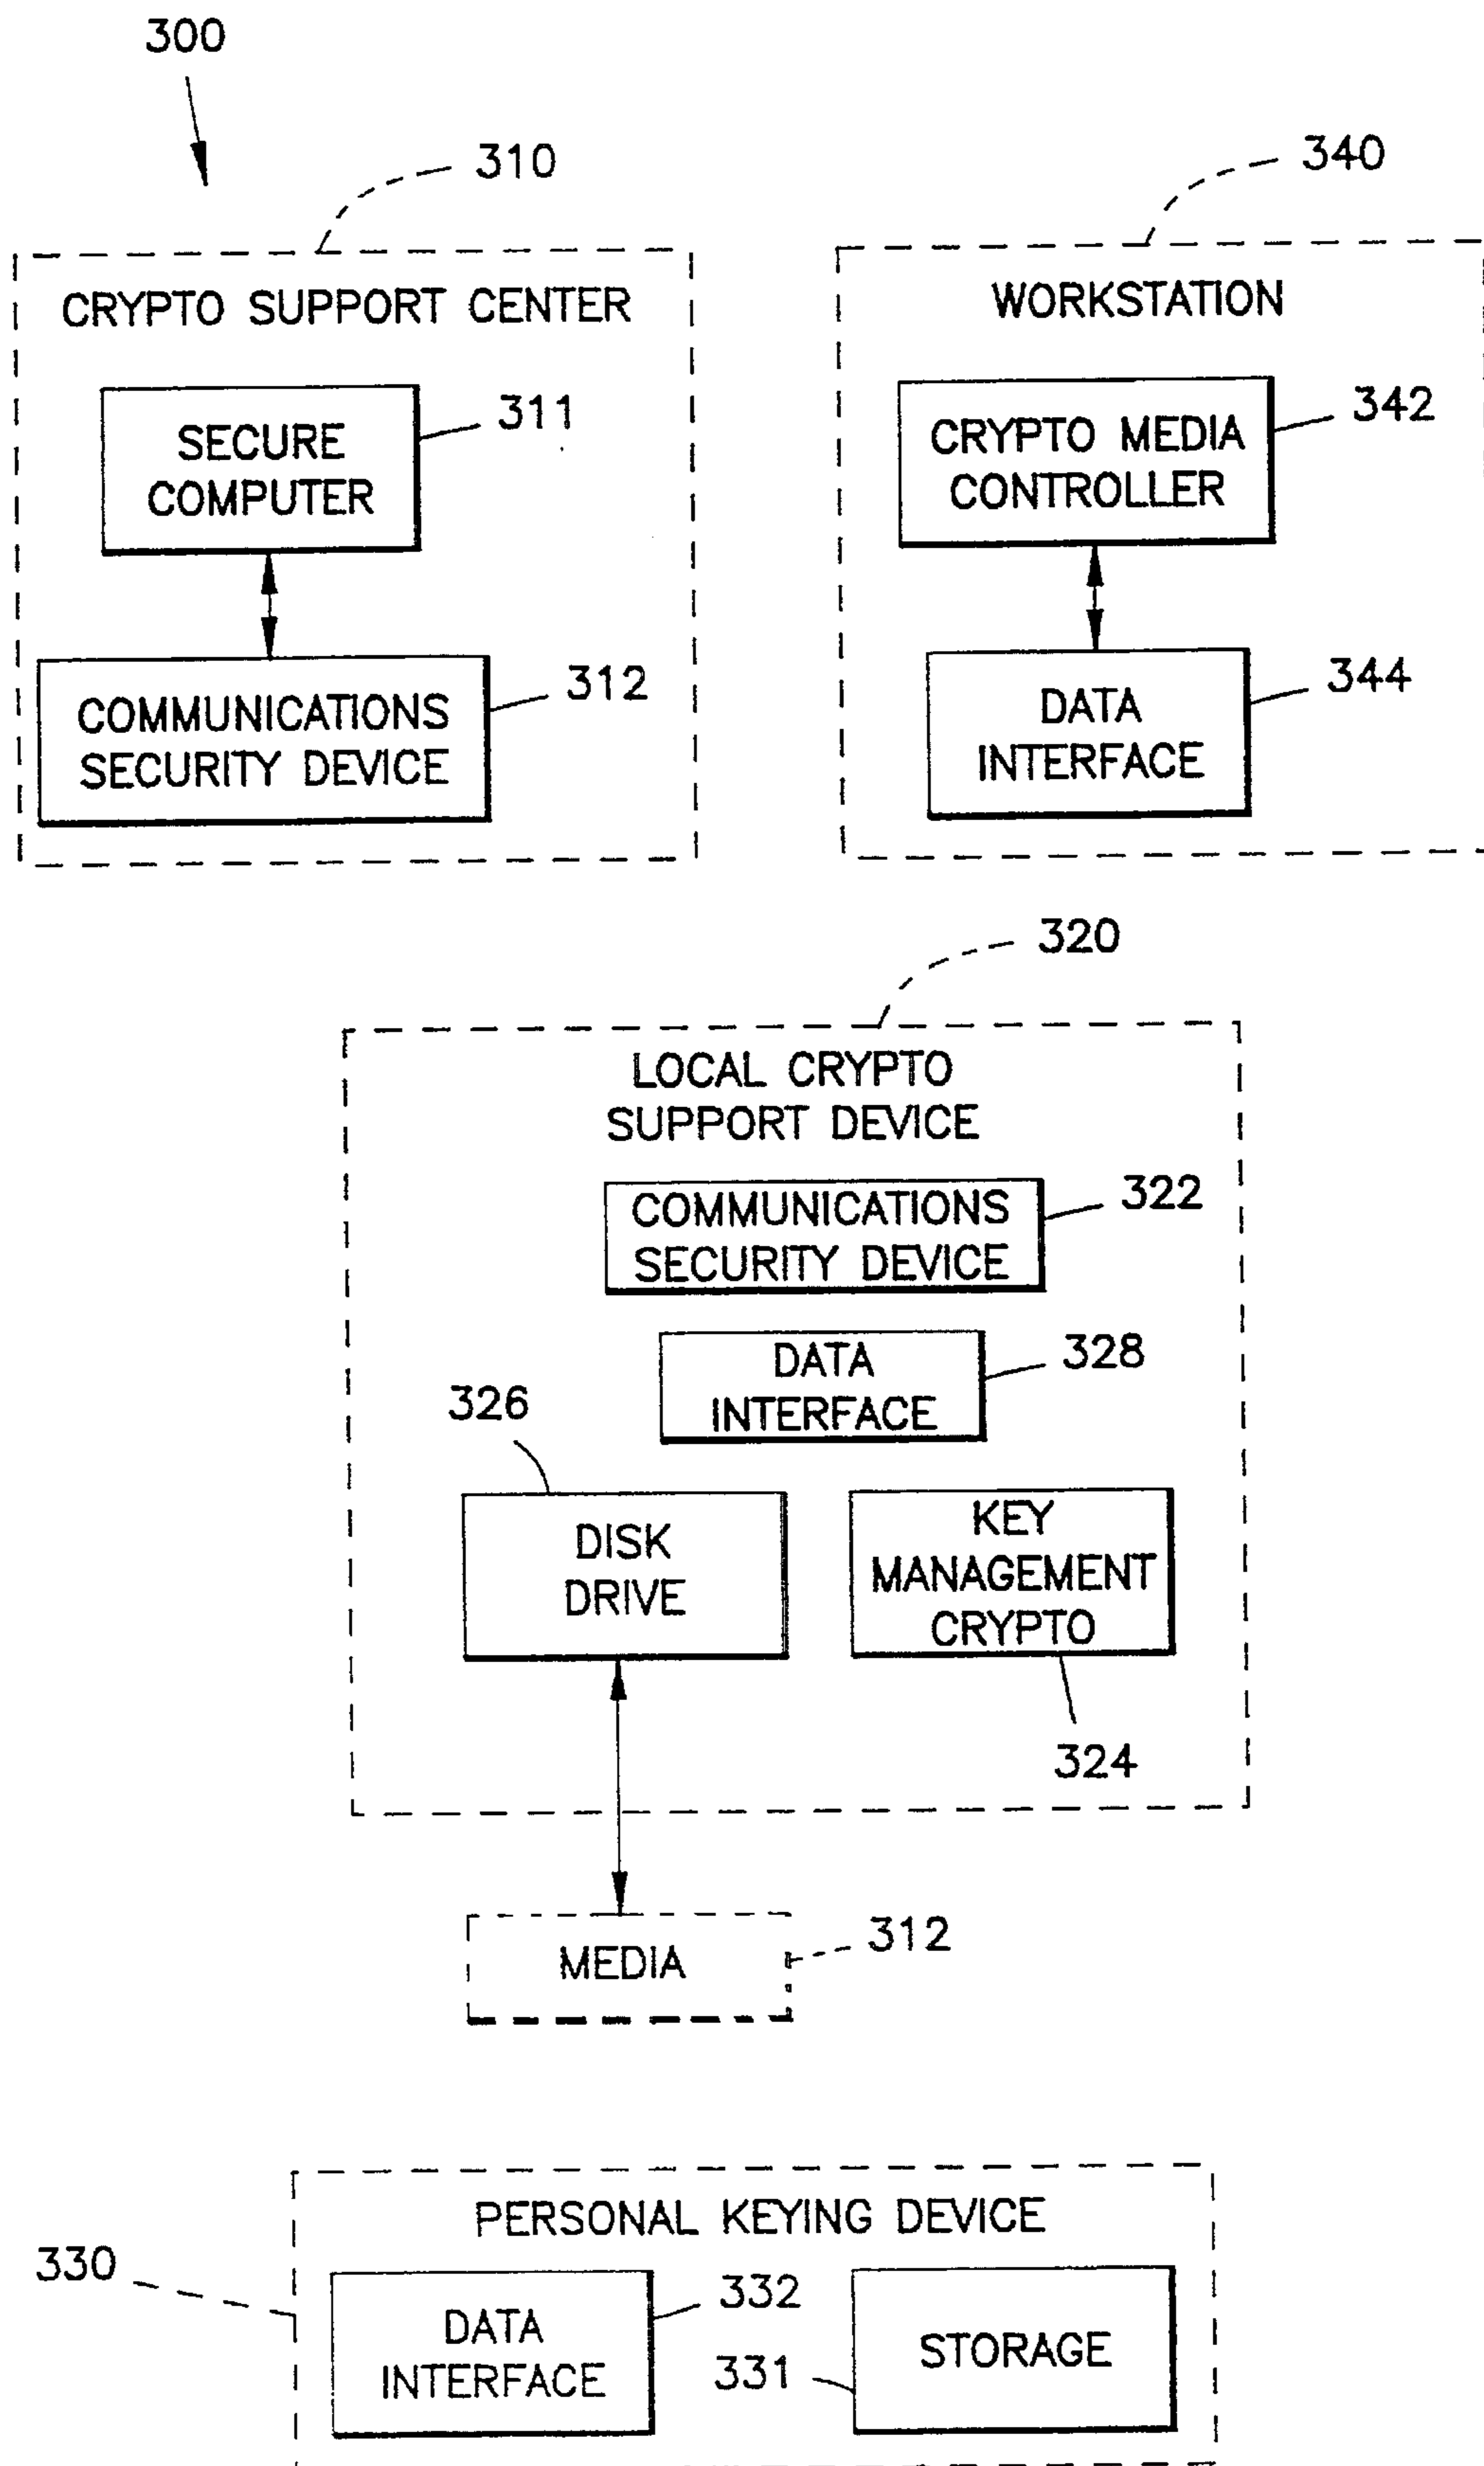 300
310
CRYPTO SUPPORT CENTER
SECURE
COMPUTER
311
COMMUNICATIONS
SECURITY DEVICE
312
340
WORKSTATION
CRYPTO MEDIA
CONTROLLER
342
DATA
INTERFACE
344
320
LOCAL CRYPTO
SUPPORT DEVICE
COMMUNICATIONS
SECURITY DEVICE
322
DATA
INTERFACE
328
326
DISK
DRIVE
KEY
MANAGEMENT
CRYPTO
324
MEDIA
312
PERSONAL KEYING DEVICE
330
DATA
INTERFACE
332
331
STORAGE